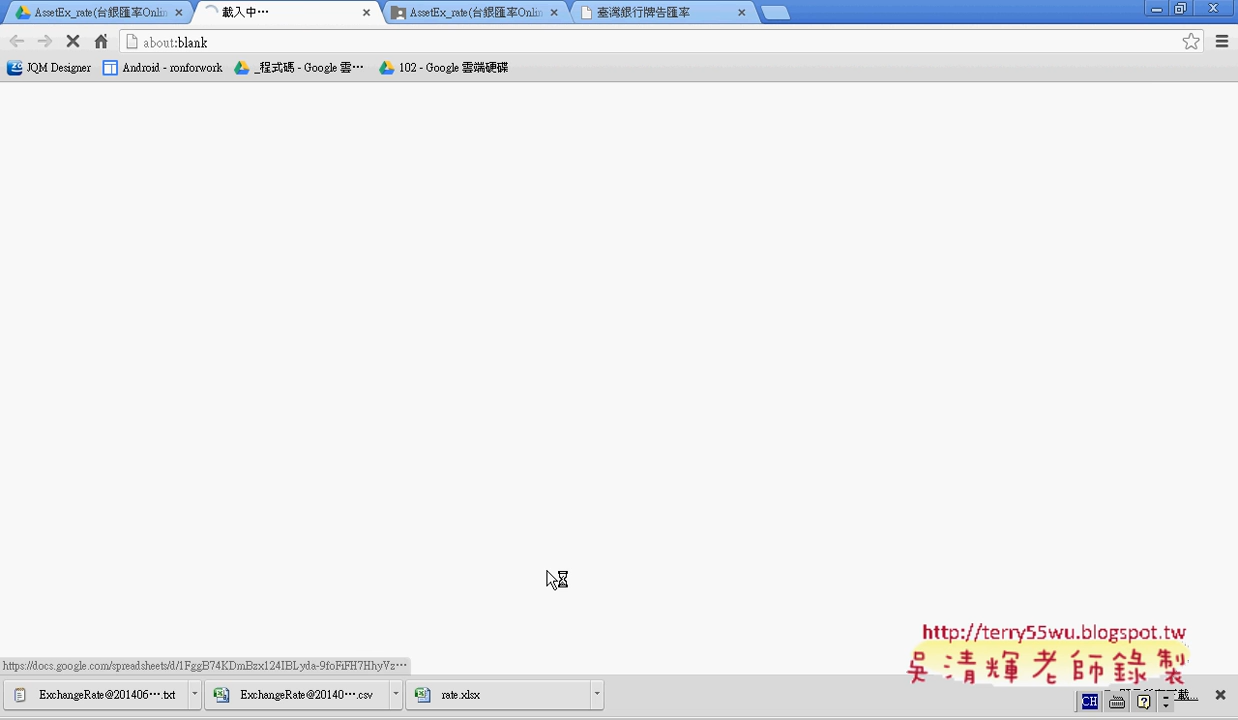 AssetEx_rate(台銀匯率Onlin
載入中…
AssetEx_rate(台銀匯率Onlin
臺灣銀行牌告匯率
about:blank
JQM Designer
Android - ronforwork
_程式碼 - Google 雲…
102 - Google 雲端硬碟
http://terry55wu.blogspot.tw
吳清輝老師錄製
https://docs.google.com/spreadsheets/d/1FggB74KDmBzx124IBLyda-9foFiFH7HhyVz…
ExchangeRate@201406….txt
ExchangeRate@20140….csv
rate.xlsx
CH